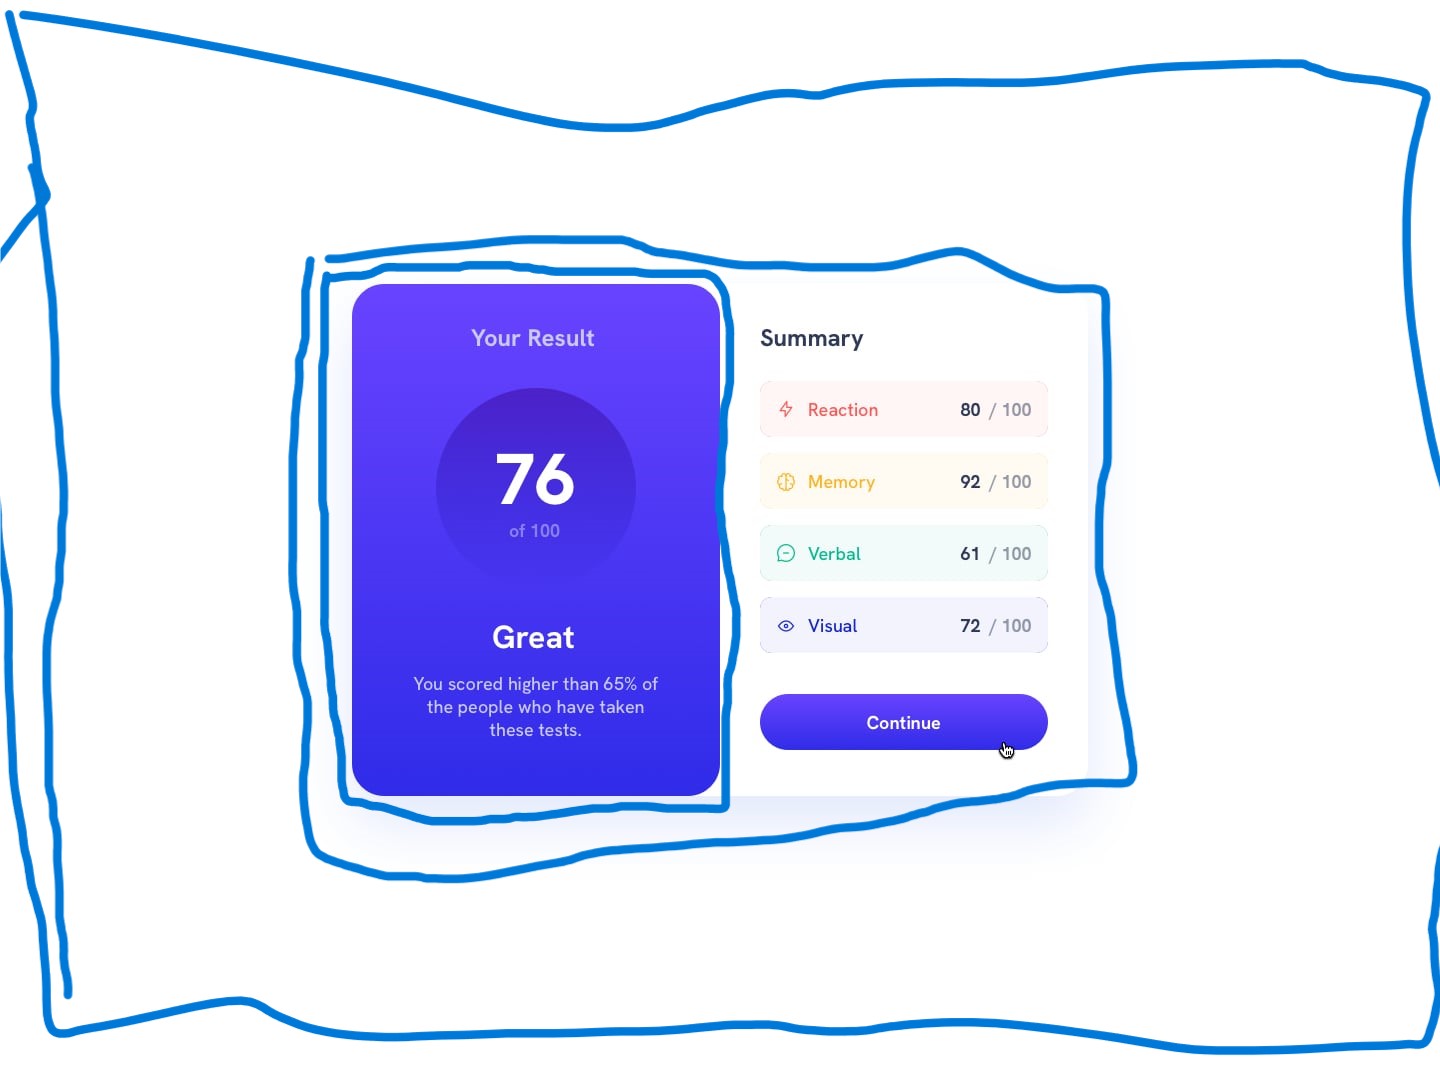 Your Result
76
of 100
Great
You scored higher than 65% of
the people who have taken
these tests.
Summary
Reaction 80 / 100
Memory 92 / 100
Verbal 61 / 100
Visual 72 / 100
Continue